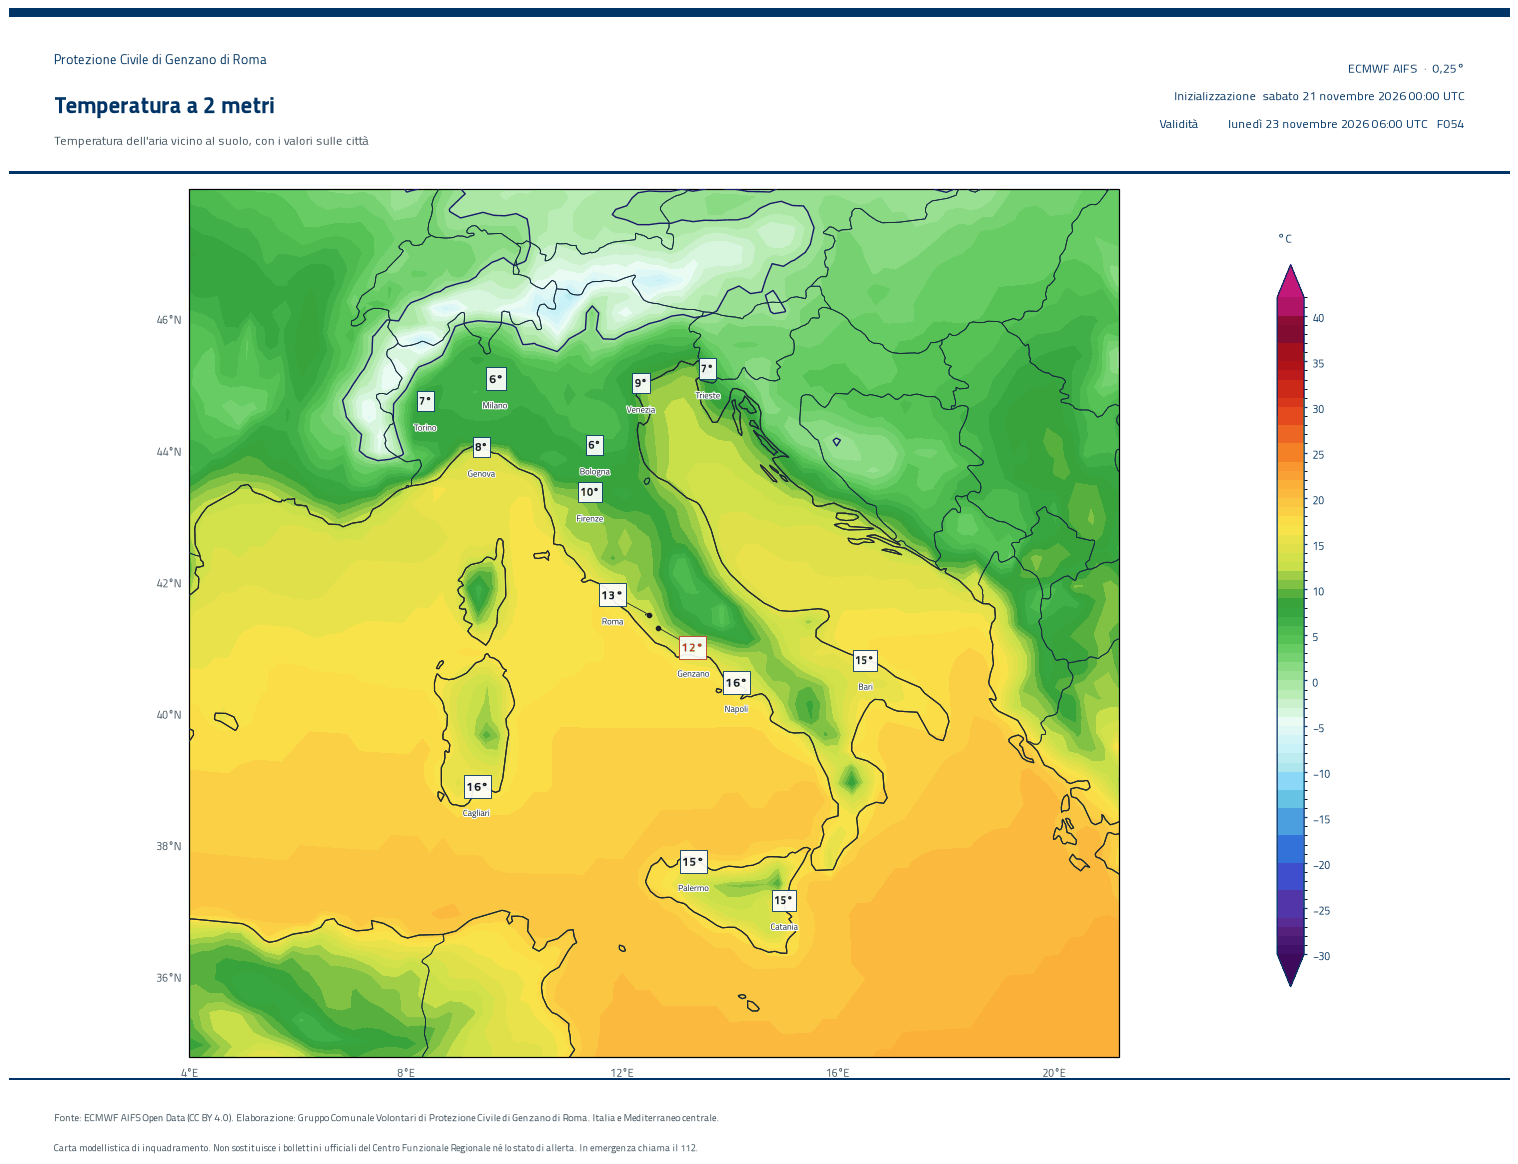 Protezione Civile di Genzano di Roma
Temperatura a 2 metri
Temperatura dell'aria vicino al suolo, con i valori sulle città
ECMWF AIFS · 0,25°
Inizializzazione sabato 21 novembre 2026 00:00 UTC
Validità lunedì 23 novembre 2026 06:00 UTC F054
°C
40
35
30
25
20
15
10
5
0
−5
−10
−15
−20
−25
−30
46°N
44°N
42°N
40°N
38°N
36°N
4°E
8°E
12°E
16°E
20°E
7°
Trieste
6°
Milano
9°
Venezia
7°
Torino
8°
Genova
6°
Bologna
10°
Firenze
13°
Roma
12°
Genzano
15°
Bari
16°
Napoli
16°
Cagliari
15°
Palermo
15°
Catania
Fonte: ECMWF AIFS Open Data (CC BY 4.0). Elaborazione: Gruppo Comunale Volontari di Protezione Civile di Genzano di Roma. Italia e Mediterraneo centrale.
Carta modellistica di inquadramento. Non sostituisce i bollettini ufficiali del Centro Funzionale Regionale né lo stato di allerta. In emergenza chiama il 112.